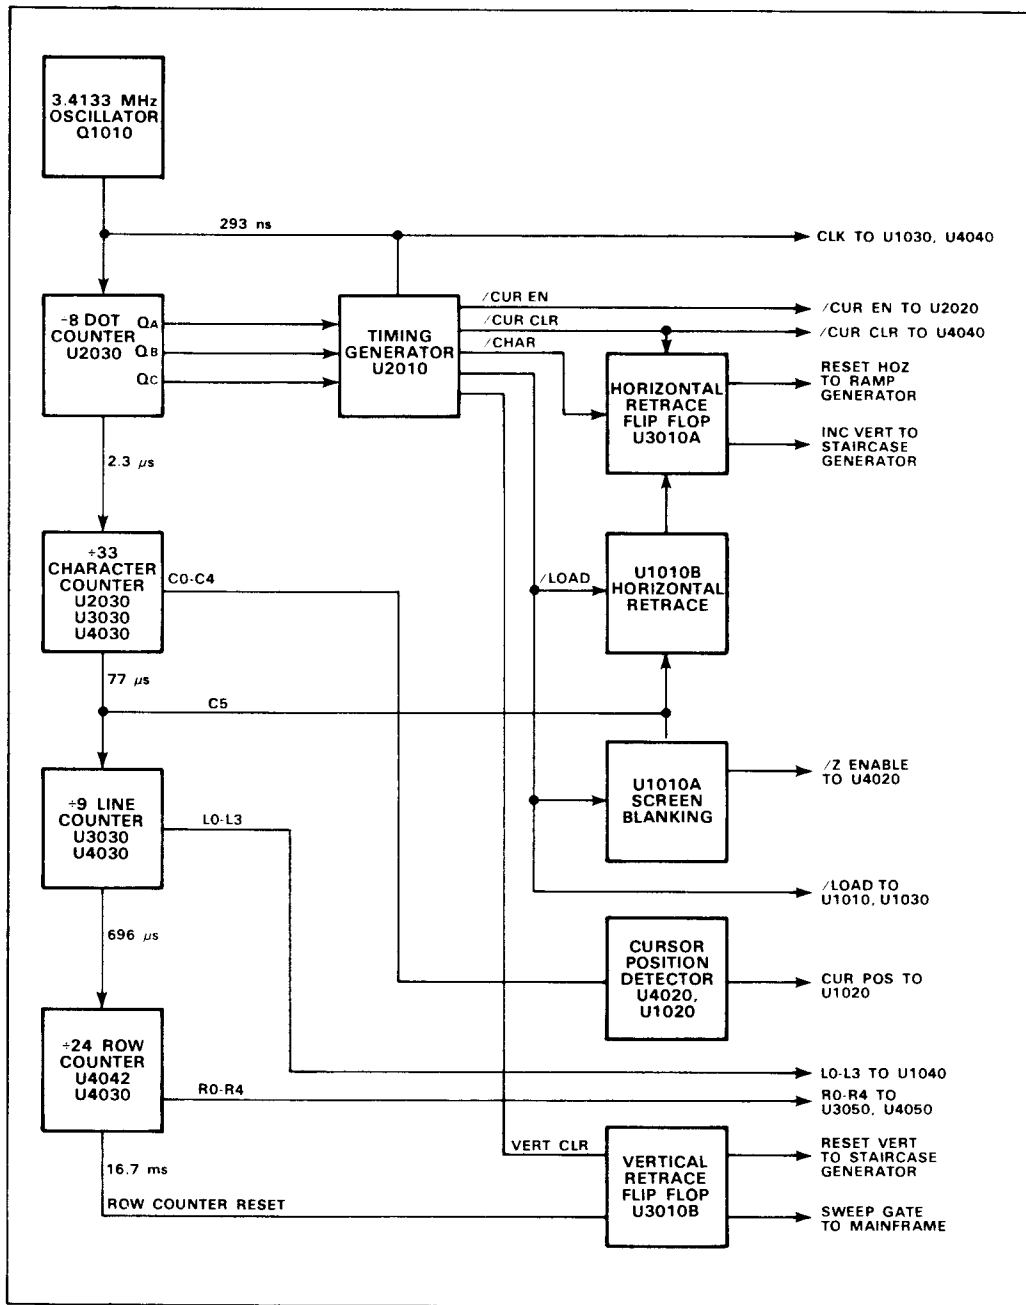 3.4133 MHz
OSCILLATOR
Q1010
293 ns
CLK TO U1030, U4040
÷8 DOT
COUNTER
U2030
QA
QB
QC
TIMING
GENERATOR
U2010
/CUR EN
/CUR CLR
/CHAR
/CUR EN TO U2020
/CUR CLR TO U4040
HORIZONTAL
RETRACE
FLIP FLOP
U3010A
RESET HOZ
TO RAMP
GENERATOR
INC VERT TO
STAIRCASE
GENERATOR
2.3 µs
÷33
CHARACTER
COUNTER
U2030
U3030
U4030
C0-C4
/LOAD
U1010B
HORIZONTAL
RETRACE
77 µs
C5
÷9 LINE
COUNTER
U3030
U4030
L0-L3
U1010A
SCREEN
BLANKING
/Z ENABLE
TO U4020
/LOAD TO
U1010, U1030
696 µs
CURSOR
POSITION
DETECTOR
U4020,
U1020
CUR POS TO
U1020
÷24 ROW
COUNTER
U4042
U4030
R0-R4
L0-L3 TO U1040
R0-R4 TO
U3050, U4050
VERT CLR
16.7 ms
ROW COUNTER RESET
VERTICAL
RETRACE
FLIP FLOP
U3010B
RESET VERT
TO STAIRCASE
GENERATOR
SWEEP GATE
TO MAINFRAME